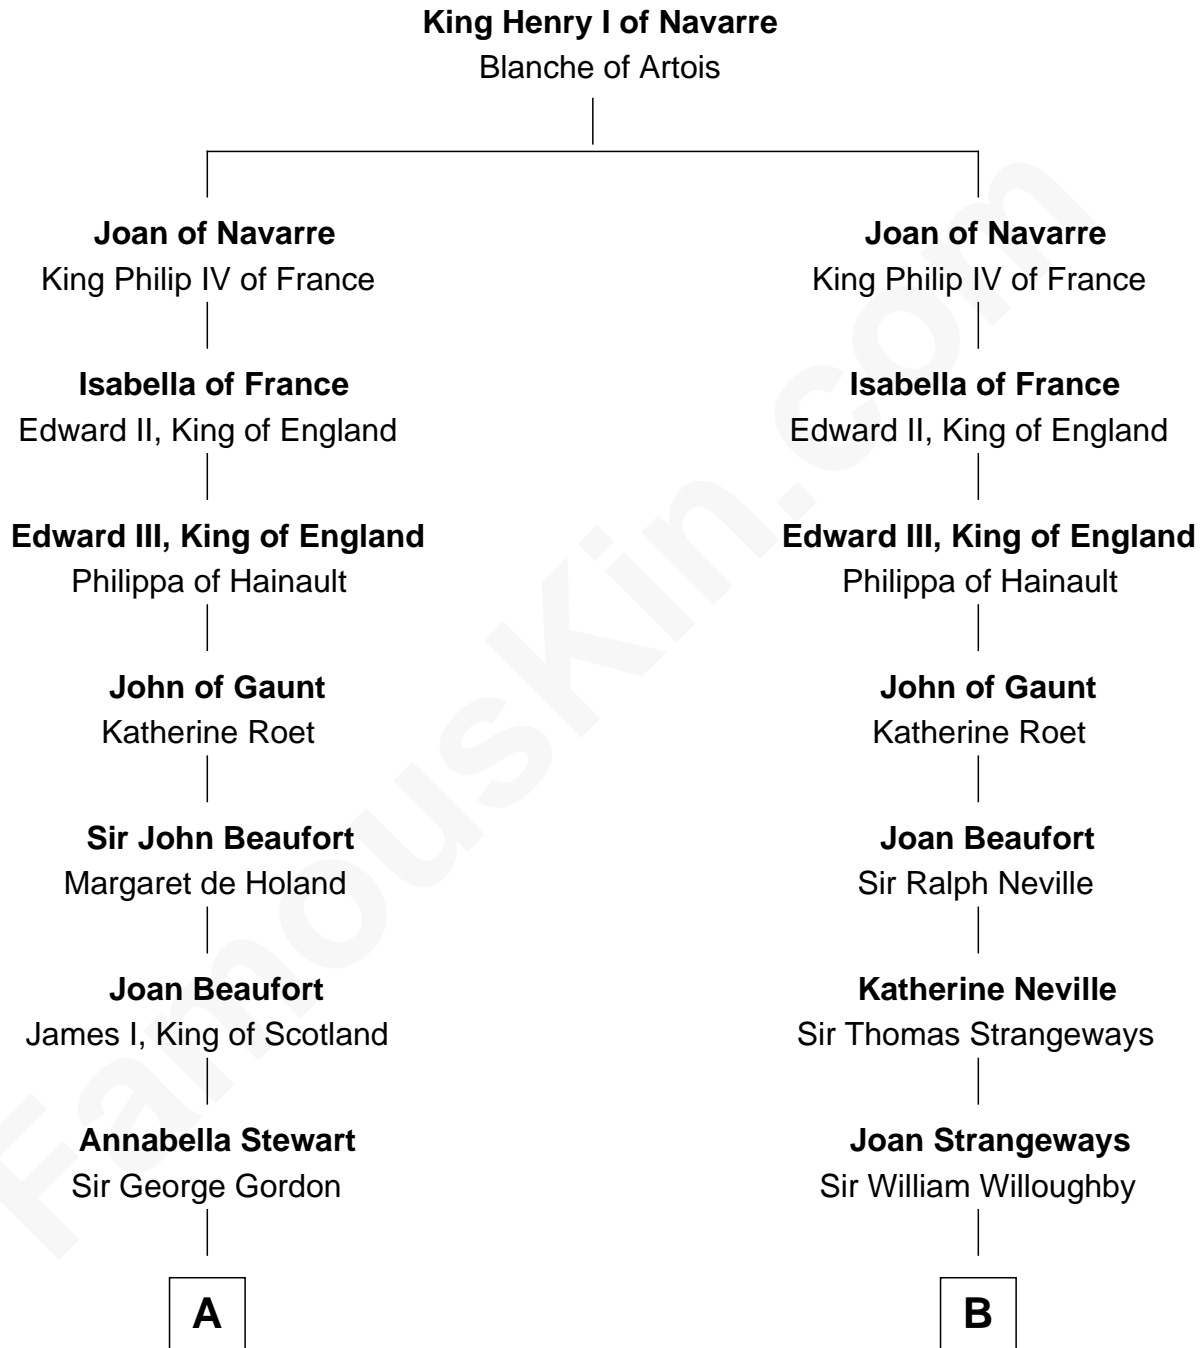 King Henry I of Navarre
Blanche of Artois
Joan of Navarre
King Philip IV of France
Isabella of France
Edward II, King of England
Edward III, King of England
Philippa of Hainault
John of Gaunt
Katherine Roet
Sir John Beaufort
Margaret de Holand
Joan Beaufort
James I, King of Scotland
Annabella Stewart
Sir George Gordon
A
Joan of Navarre
King Philip IV of France
Isabella of France
Edward II, King of England
Edward III, King of England
Philippa of Hainault
John of Gaunt
Katherine Roet
Joan Beaufort
Sir Ralph Neville
Katherine Neville
Sir Thomas Strangeways
Joan Strangeways
Sir William Willoughby
B
FamousKin.com